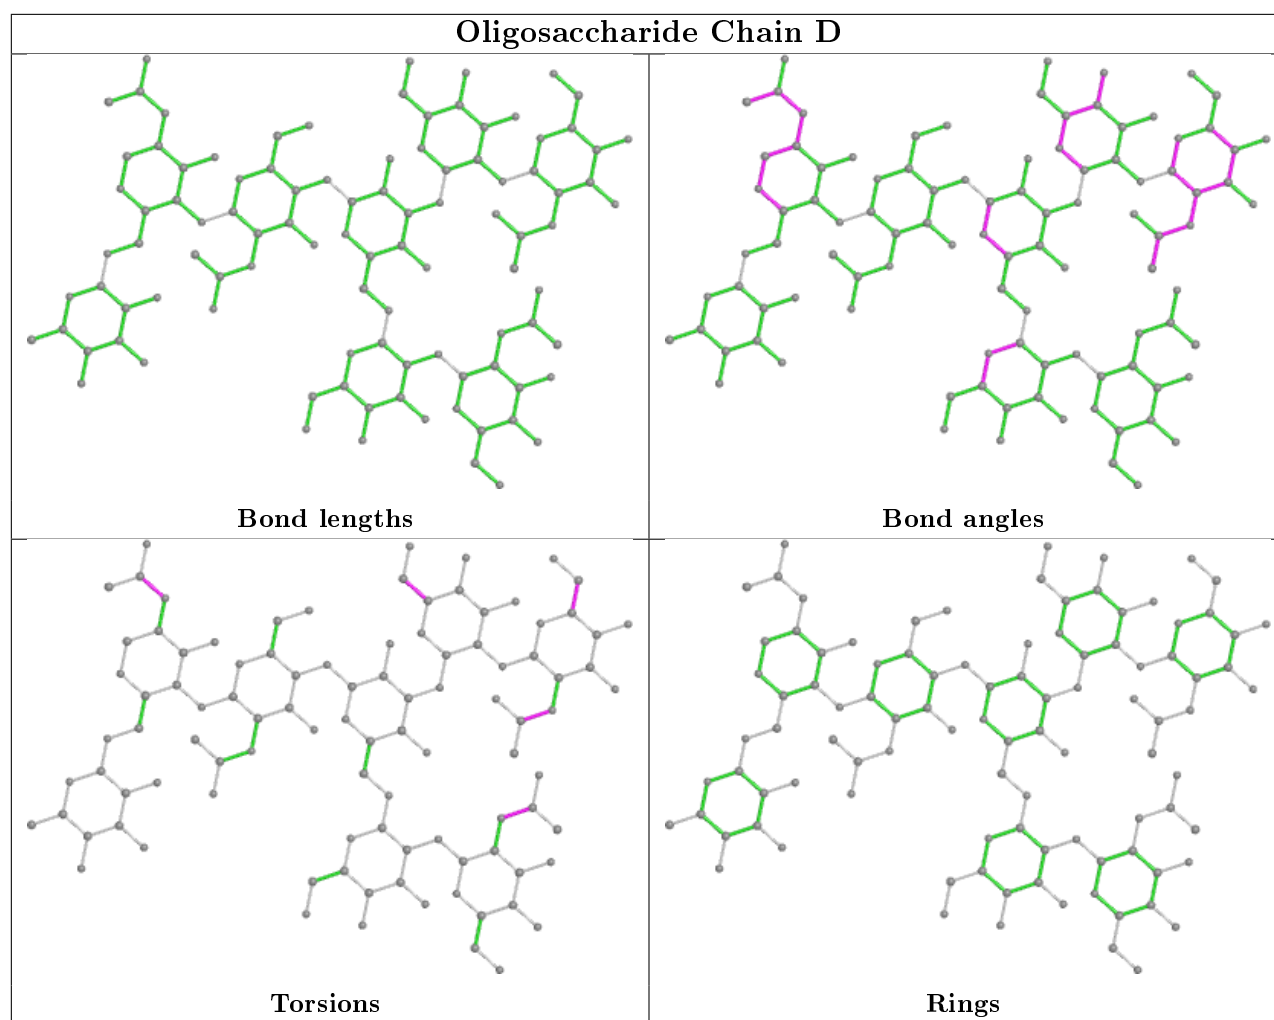 Oligosaccharide Chain D
Bond lengths
Bond angles
Torsions
Rings